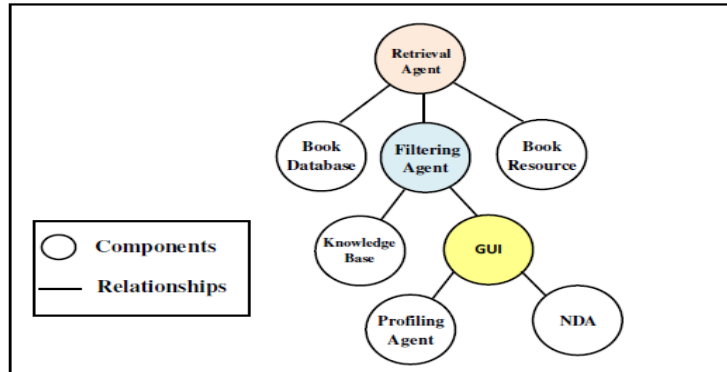 Retrieval
Agent
Book
Database
Filtering
Agent
Book
Resource
Knowledge
Base
GUI
Profiling
Agent
NDA
Components
Relationships